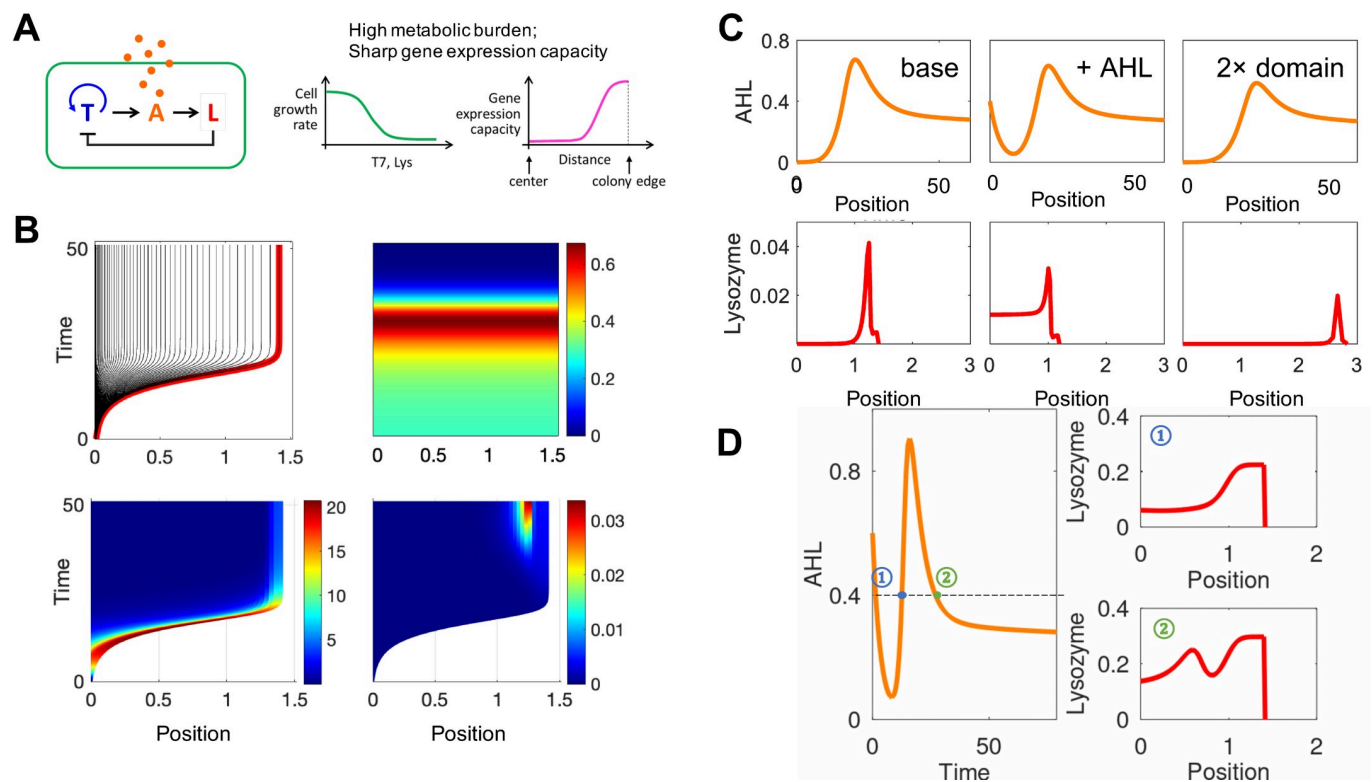 A
High metabolic burden;
Sharp gene expression capacity
T
A
L
Cell
growth
rate
T7, Lys
Gene
expression
capacity
Distance
center
colony edge
B
50
Time
0
0
0.5
1
1.5
0
0.5
1
1.5
0.6
0.4
0.2
0
50
Time
0
0
0.5
1
1.5
Position
20
15
10
5
0
0
0.5
1
1.5
Position
0.03
0.02
0.01
0
C
0.8
0.4
0
AHL
base
0
50
Position
+ AHL
0
50
Position
2× domain
0
50
Position
Lysozyme
0.04
0.02
0
1
2
3
Position
0
1
2
3
Position
0
1
2
3
Position
D
AHL
0.8
0.4
0
①
②
0
50
Time
①
Lysozyme
0.4
0.2
0
0
1
2
Position
②
Lysozyme
0.4
0.2
0
0
1
2
Position